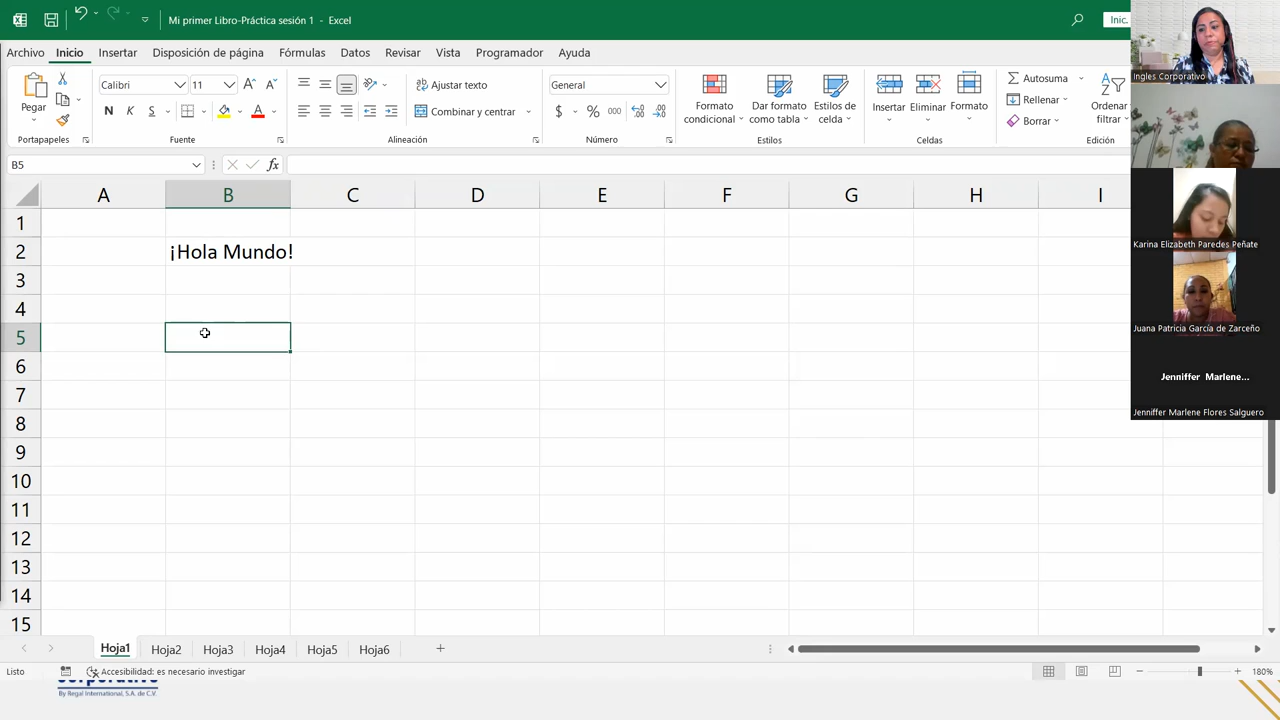 Mi primer Libro-Práctica sesión 1 - Excel
Inic.
Archivo Inicio Insertar Disposición de página Fórmulas Datos Revisar
Calibri 11 General
Autosuma
Pegar
N K S
Combinar y centrar
$ % 000
Formato condicional
Dar formato como tabla
Estilos de celda
Insertar Eliminar Formato
Rellenar
Borrar
Ordenar
filtrar
Portapapeles Fuente Alineación Número Estilos Celdas Edición
B5 fx
A B C D E F G H I
1
2 ¡Hola Mundo!
3
4
5
6
7
8
9
10
11
12
13
14
15
Hoja1 Hoja2 Hoja3 Hoja4 Hoja5 Hoja6 +
Listo Accesibilidad: es necesario investigar 180%
By Regal International, S.A. de C.V.
Ingles Corporativo
Karina Elizabeth Paredes Peñate
Juana Patricia García de Zarceño
Jenniffer Marlene...
Jenniffer Marlene Flores Salguero